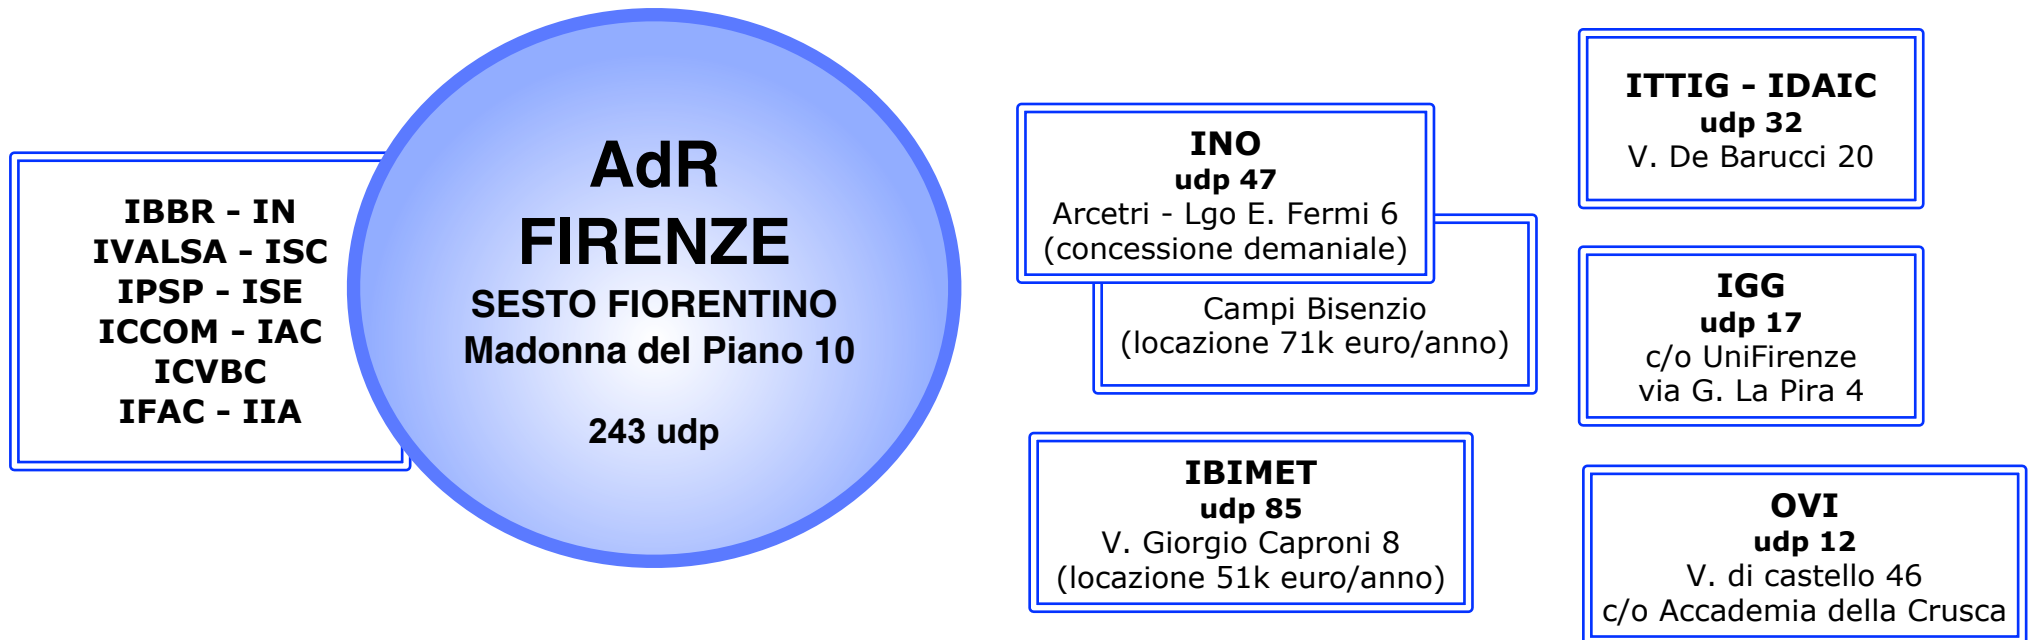 IBBR - IN
IVALSA - ISC
IPSP - ISE
ICCOM - IAC
ICVBC
IFAC - IIA
AdR
FIRENZE
SESTO FIORENTINO
Madonna del Piano 10
243 udp
INO
udp 47
Arcetri - Lgo E. Fermi 6
(concessione demaniale)
Campi Bisenzio
(locazione 71k euro/anno)
IBIMET
udp 85
V. Giorgio Caproni 8
(locazione 51k euro/anno)
ITTIG - IDAIC
udp 32
V. De Barucci 20
IGG
udp 17
c/o UniFirenze
via G. La Pira 4
OVI
udp 12
V. di castello 46
c/o Accademia della Crusca